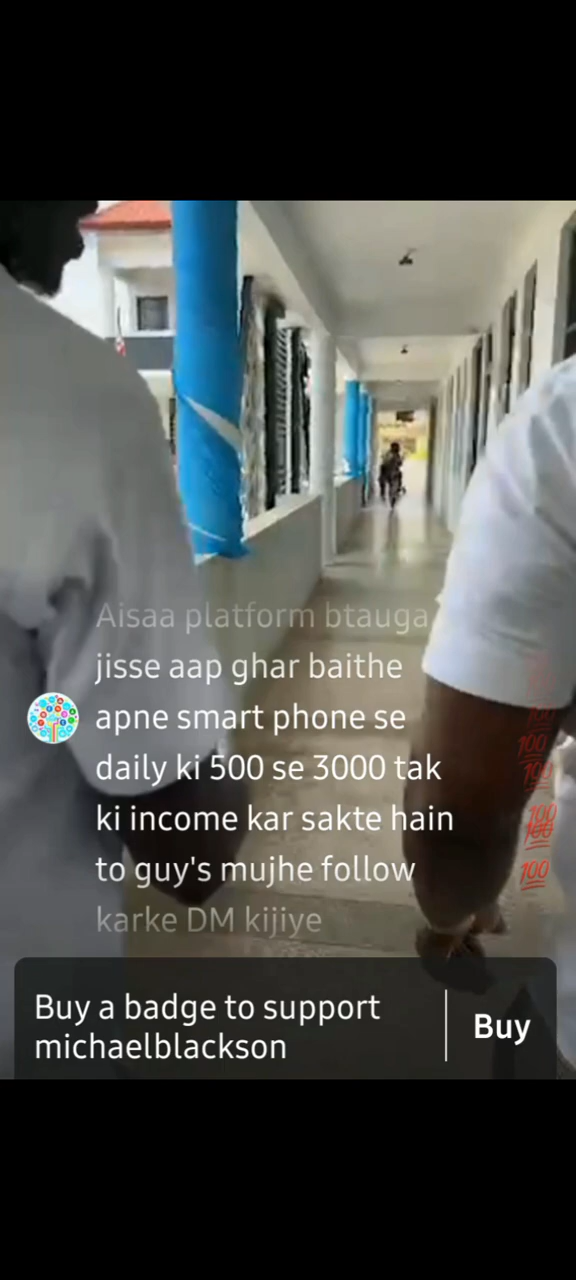 Aisaa platform btauga
jisse aap ghar baithe
apne smart phone se
daily ki 500 se 3000 tak
ki income kar sakte hain
to guy's mujhe follow
karke DM kijiye
💯
💯
💯
💯
💯
💯
Buy a badge to support
michaelblackson
Buy